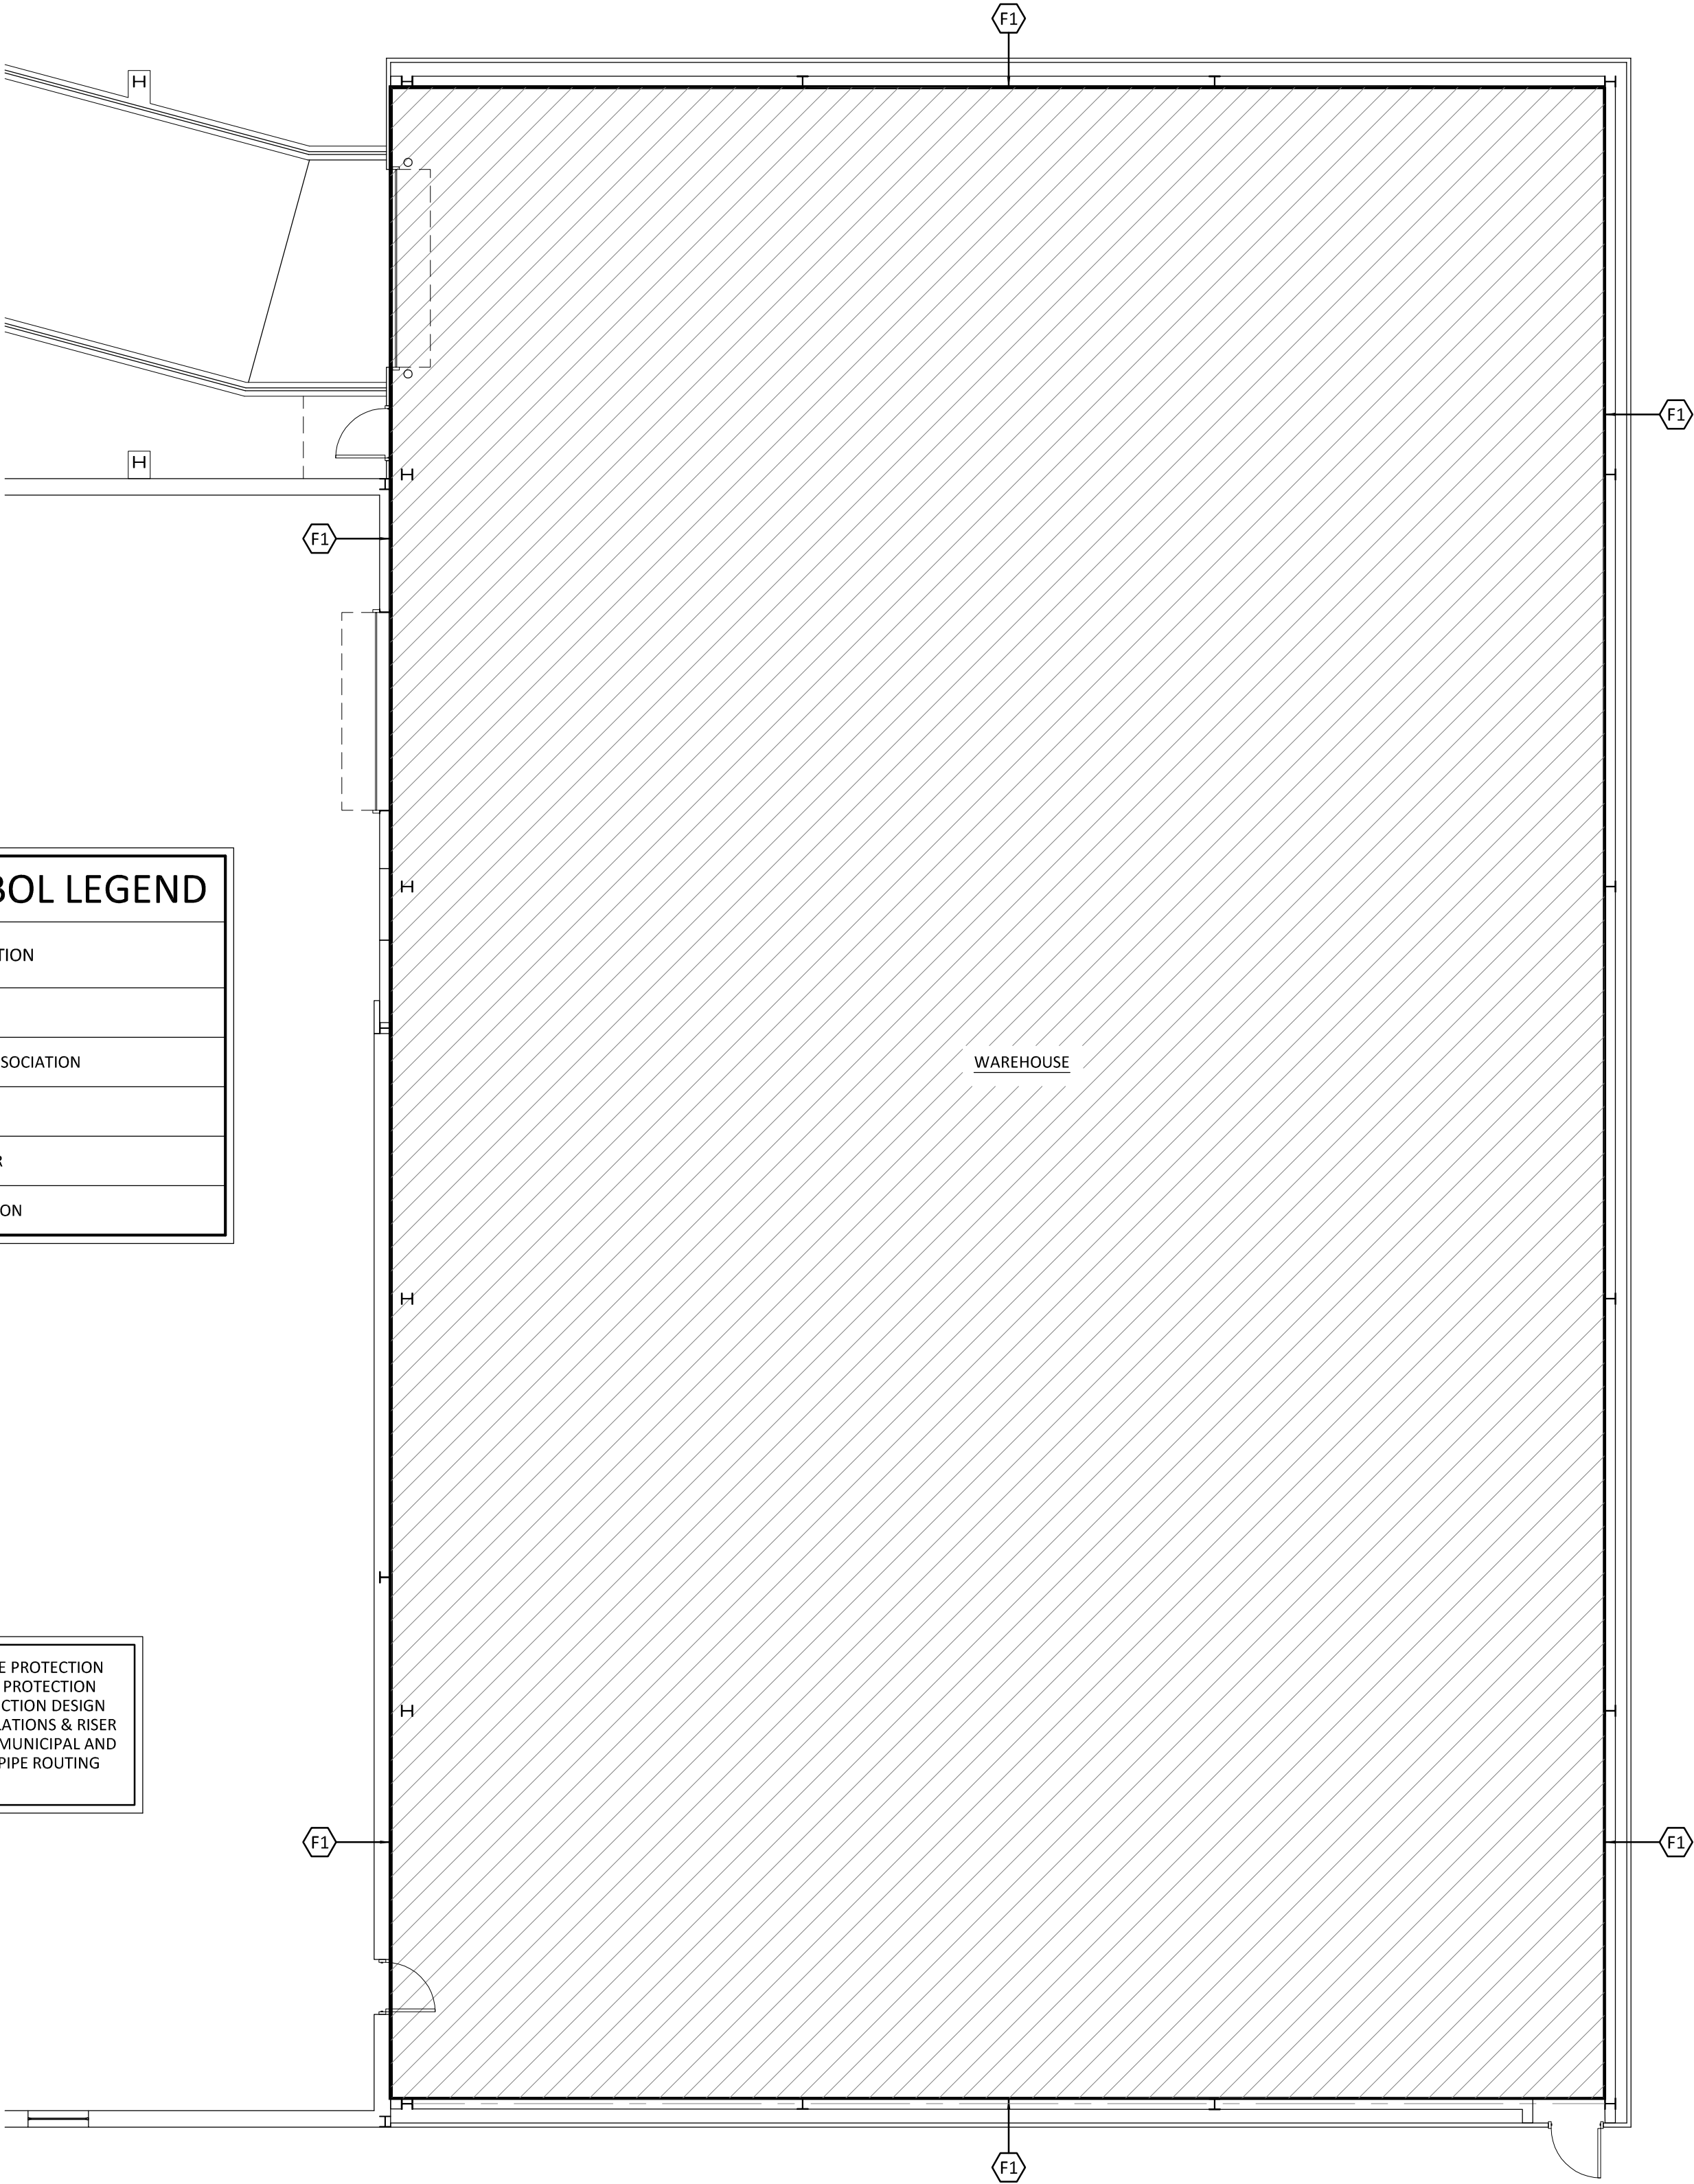 F1
F1
F1
BOL LEGEND
TION
SOCIATION
R
ON
WAREHOUSE
E PROTECTION
PROTECTION
CTION DESIGN
LATIONS & RISER
MUNICIPAL AND
PIPE ROUTING
F1
F1
F1